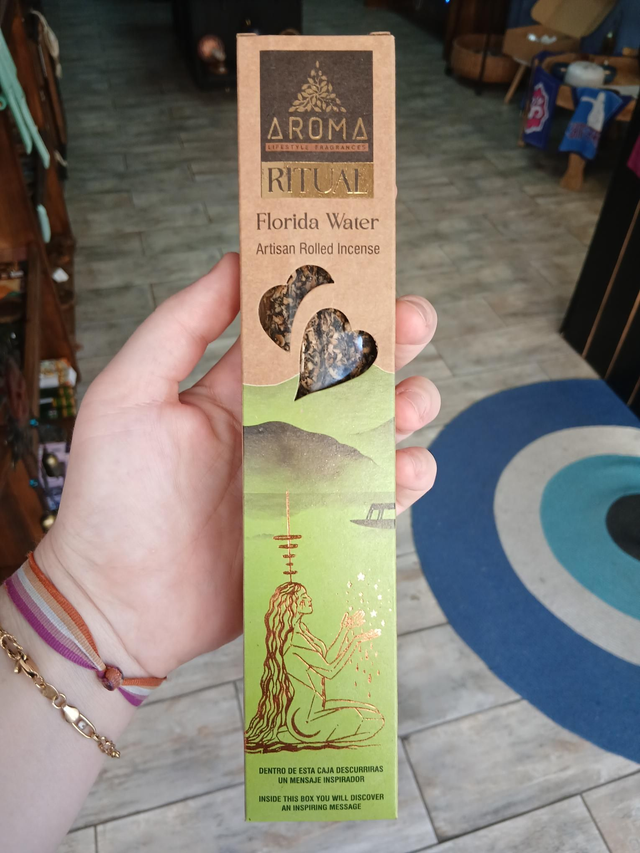 AROMA
LIFESTYLE FRAGRANCES
RITUAL
Florida Water
Artisan Rolled Incense
DENTRO DE ESTA CAJA DESCURRIRAS
UN MENSAJE INSPIRADOR
INSIDE THIS BOX YOU WILL DISCOVER
AN INSPIRING MESSAGE